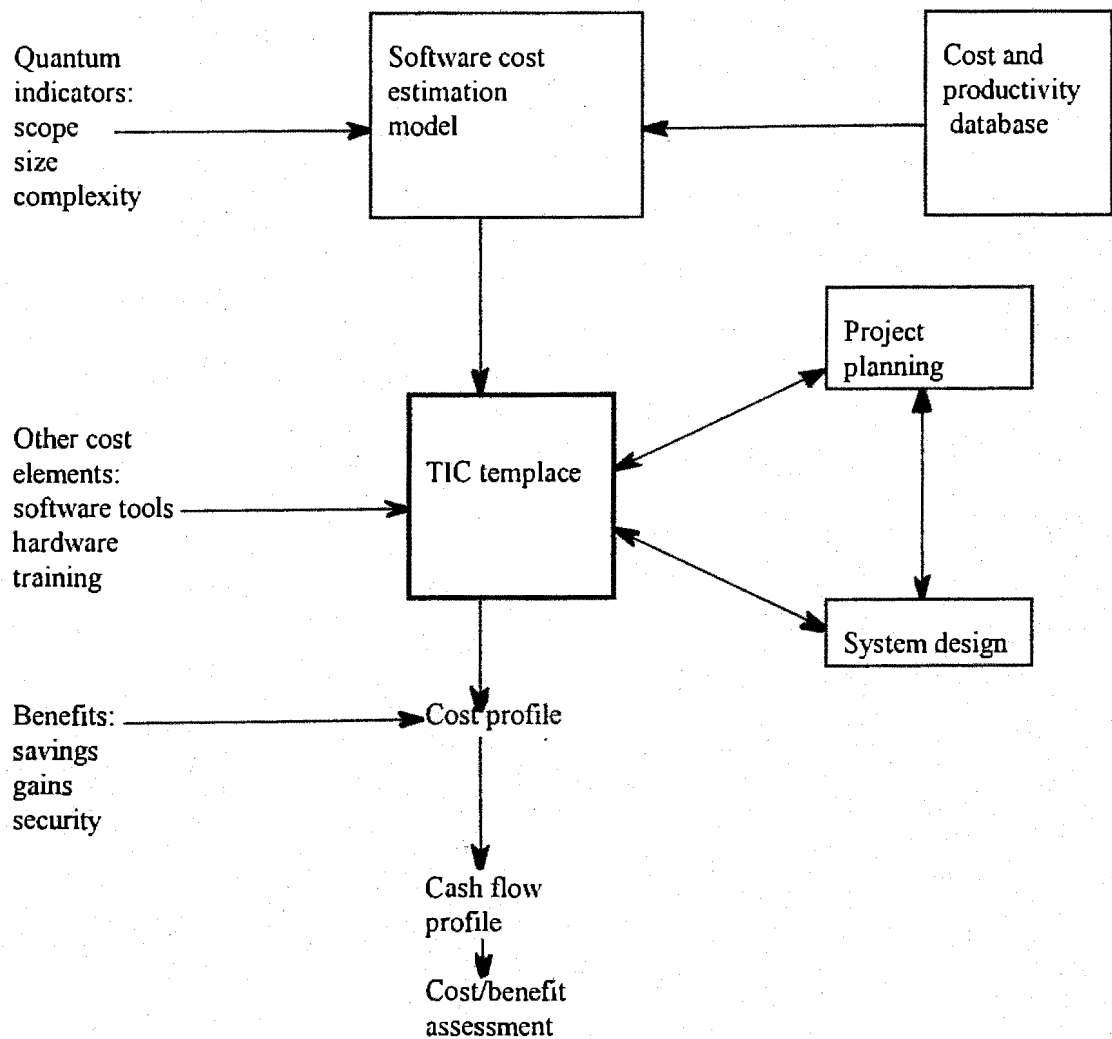 Quantum
indicators:
scope
size
complexity
Software cost
estimation
model
Cost and
productivity
database
Project
planning
Other cost
elements:
software tools
hardware
training
TIC templace
System design
Benefits:
savings
gains
security
Cost profile
Cash flow
profile
Cost/benefit
assessment